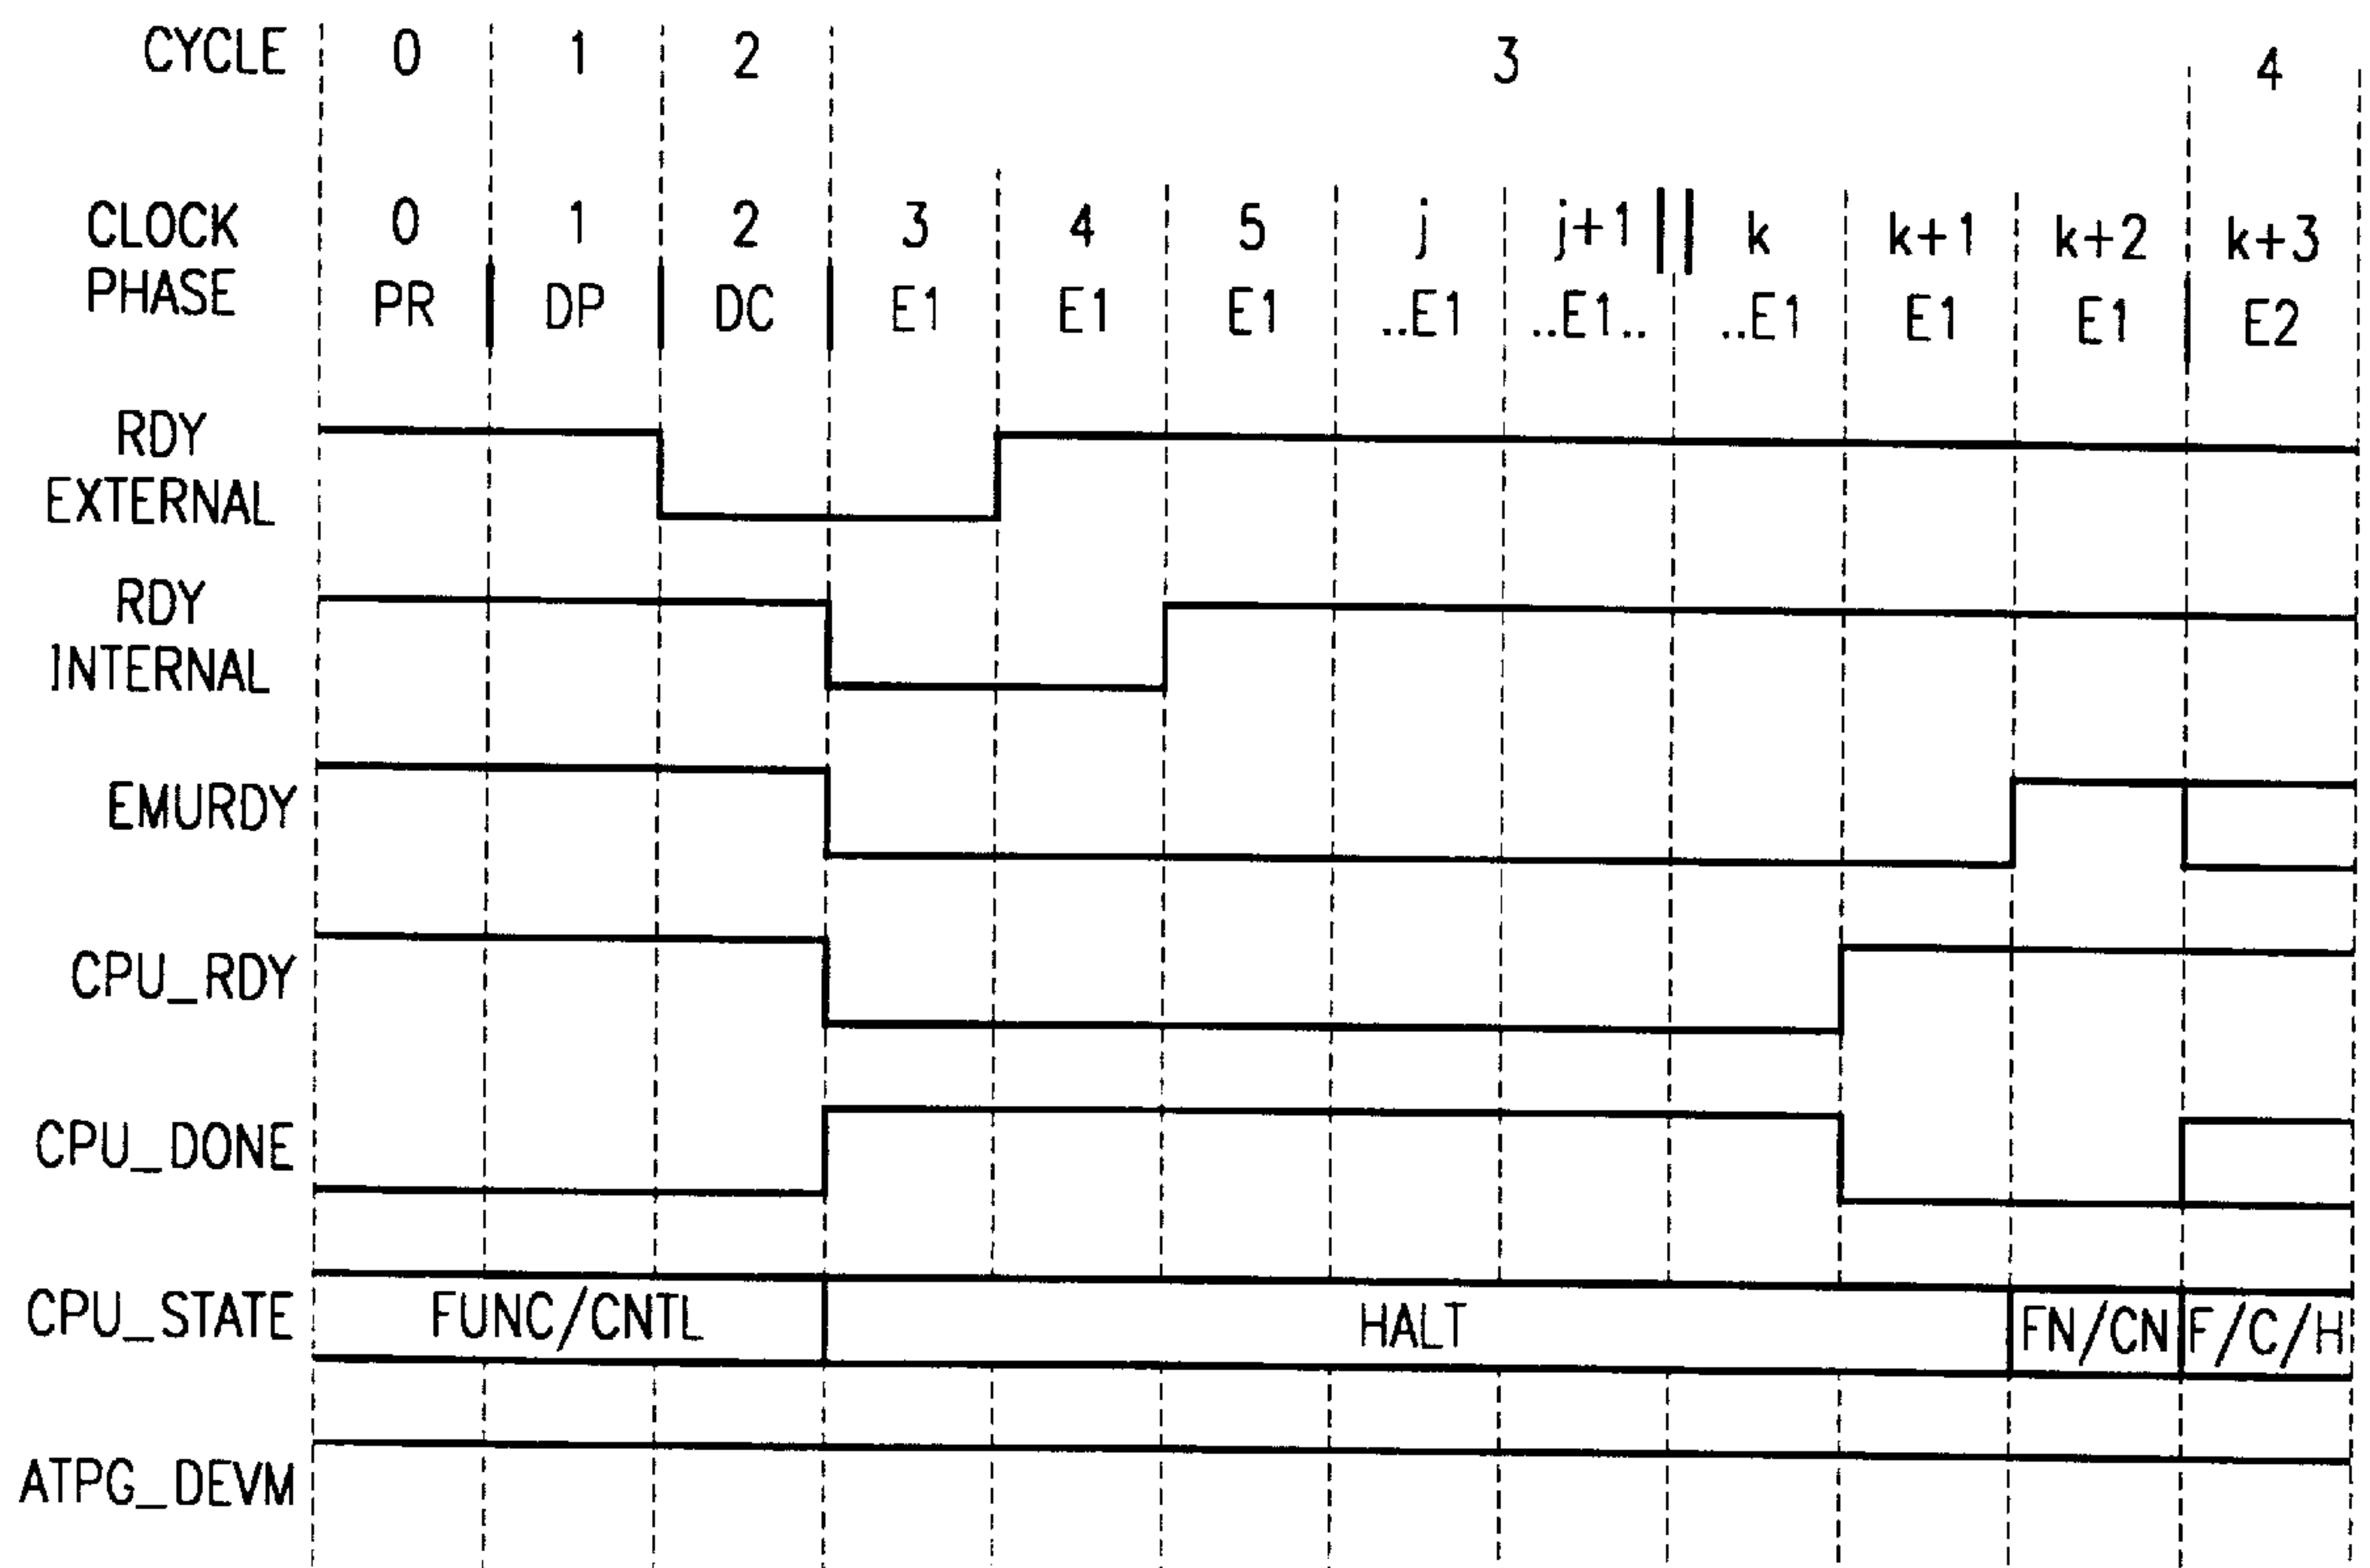 CYCLE 0 1 2 3 4
CLOCK PHASE 0 1 2 3 4 5 j j+1 k k+1 k+2 k+3
PR DP DC E1 E1 E1 ..E1 ..E1.. ..E1 E1 E1 E2
RDY
EXTERNAL
RDY
INTERNAL
EMURDY
CPU_RDY
CPU_DONE
CPU_STATE FUNC/CNTL HALT FN/CN F/C/H
ATPG_DEVM